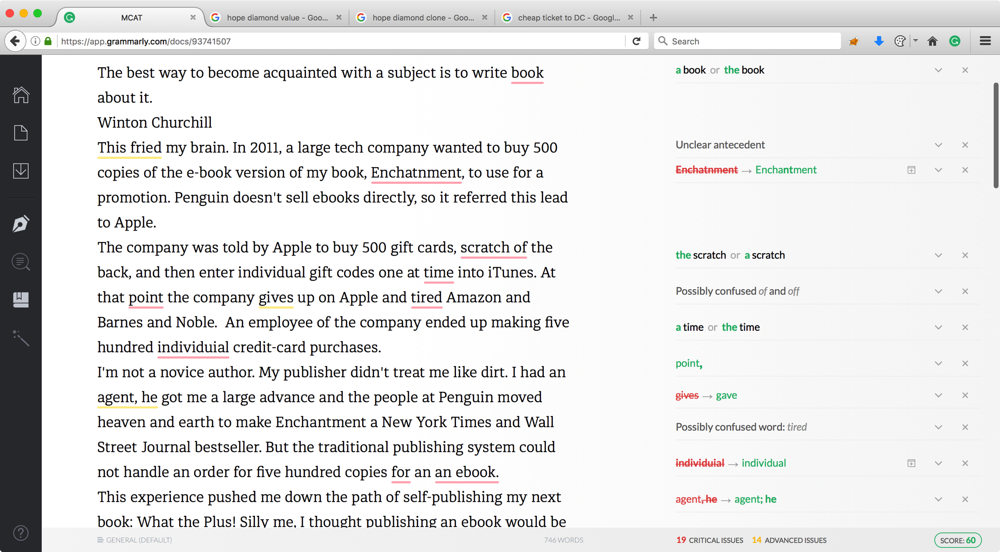 MCAT
hope diamond value - Goo...
hope diamond clone - Goo...
cheap ticket to DC - Googl...
https://app.grammarly.com/docs/93741507
Search
The best way to become acquainted with a subject is to write book
about it.
Winton Churchill
This fried my brain. In 2011, a large tech company wanted to buy 500
copies of the e-book version of my book, Enchatnment, to use for a
promotion. Penguin doesn't sell ebooks directly, so it referred this lead
to Apple.
The company was told by Apple to buy 500 gift cards, scratch of the
back, and then enter individual gift codes one at time into iTunes. At
that point the company gives up on Apple and tired Amazon and
Barnes and Noble.  An employee of the company ended up making five
hundred individuial credit-card purchases.
I'm not a novice author. My publisher didn't treat me like dirt. I had an
agent, he got me a large advance and the people at Penguin moved
heaven and earth to make Enchantment a New York Times and Wall
Street Journal bestseller. But the traditional publishing system could
not handle an order for five hundred copies for an an ebook.
This experience pushed me down the path of self-publishing my next
book: What the Plus! Silly me, I thought publishing an ebook would be
a book or the book
Unclear antecedent
Enchatnment → Enchantment
the scratch or a scratch
Possibly confused of and off
a time or the time
point,
gives → gave
Possibly confused word: tired
individuial → individual
agent, he → agent; he
GENERAL (DEFAULT)
746 WORDS
19 CRITICAL ISSUES
14 ADVANCED ISSUES
SCORE: 60